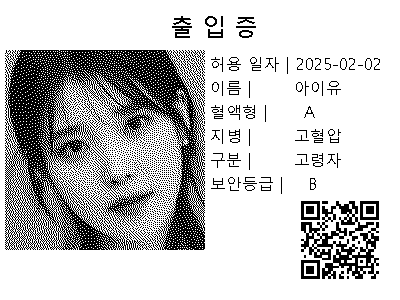 출 입 증
허용 일자 | 2025-02-02
이름 | 아이유
혈액형 | A
지병 | 고혈압
구분 | 고령자
보안등급 | B